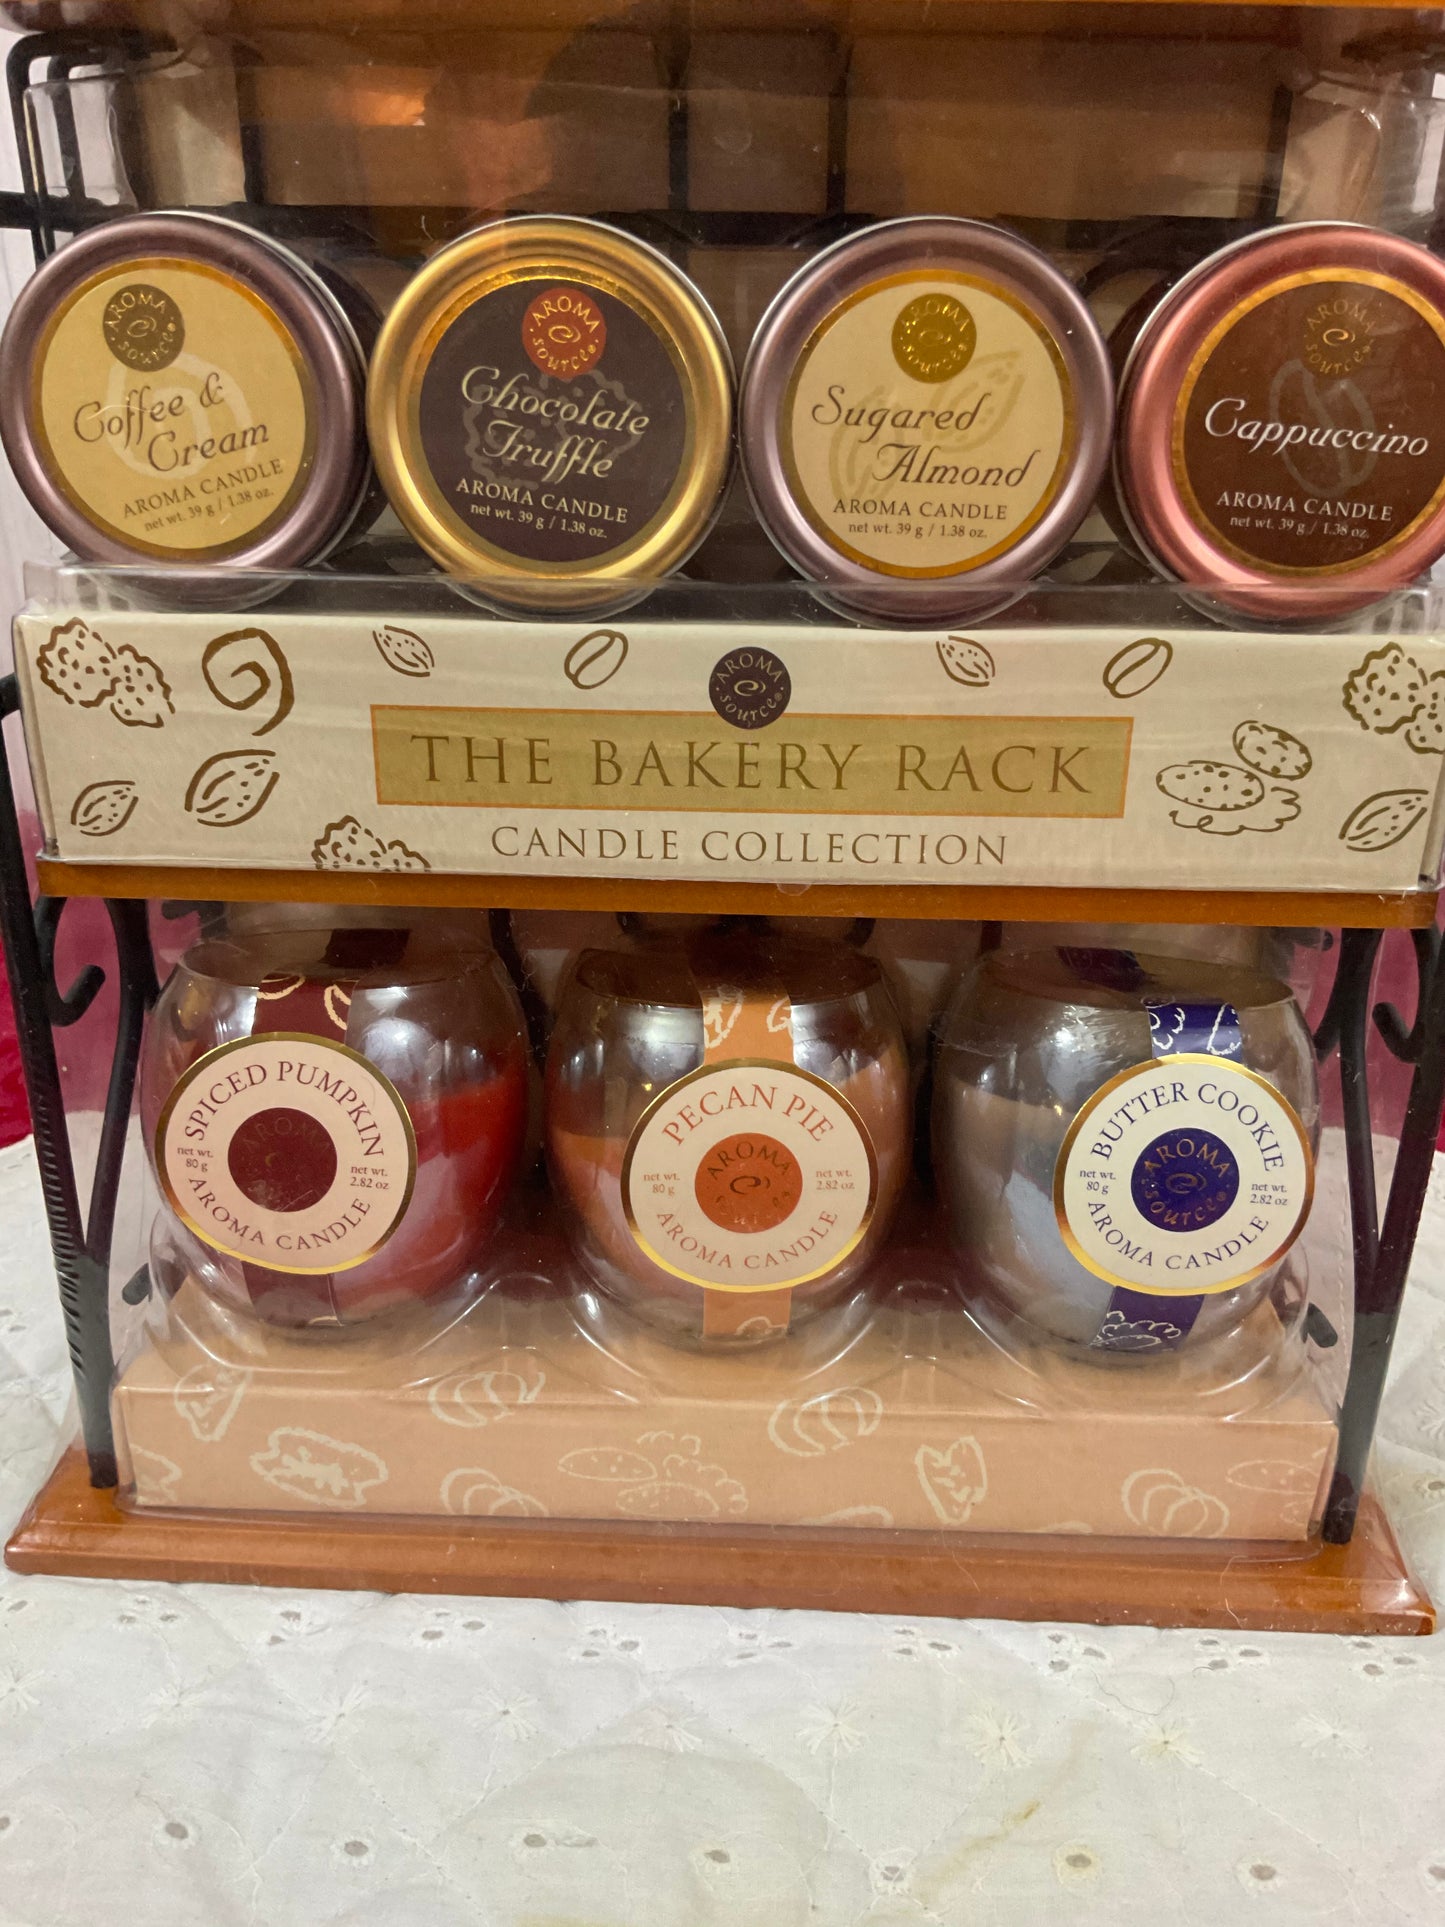 AROMA
source®
Coffee &
Cream
AROMA CANDLE
net wt. 39 g / 1.38 oz.
AROMA
source®
Chocolate
Truffle
AROMA CANDLE
net wt. 39 g / 1.38 oz.
AROMA
source®
Sugared
Almond
AROMA CANDLE
net wt. 39 g / 1.38 oz.
AROMA
source®
Cappuccino
AROMA CANDLE
net wt. 39 g / 1.38 oz.
AROMA
source®
THE BAKERY RACK
CANDLE COLLECTION
SPICED PUMPKIN
net wt.
80 g
AROMA
net wt.
2.82 oz
AROMA CANDLE
PECAN PIE
net wt.
80 g
AROMA
net wt.
2.82 oz
AROMA CANDLE
BUTTER COOKIE
net wt.
80 g
AROMA
source®
net wt.
2.82 oz
AROMA CANDLE